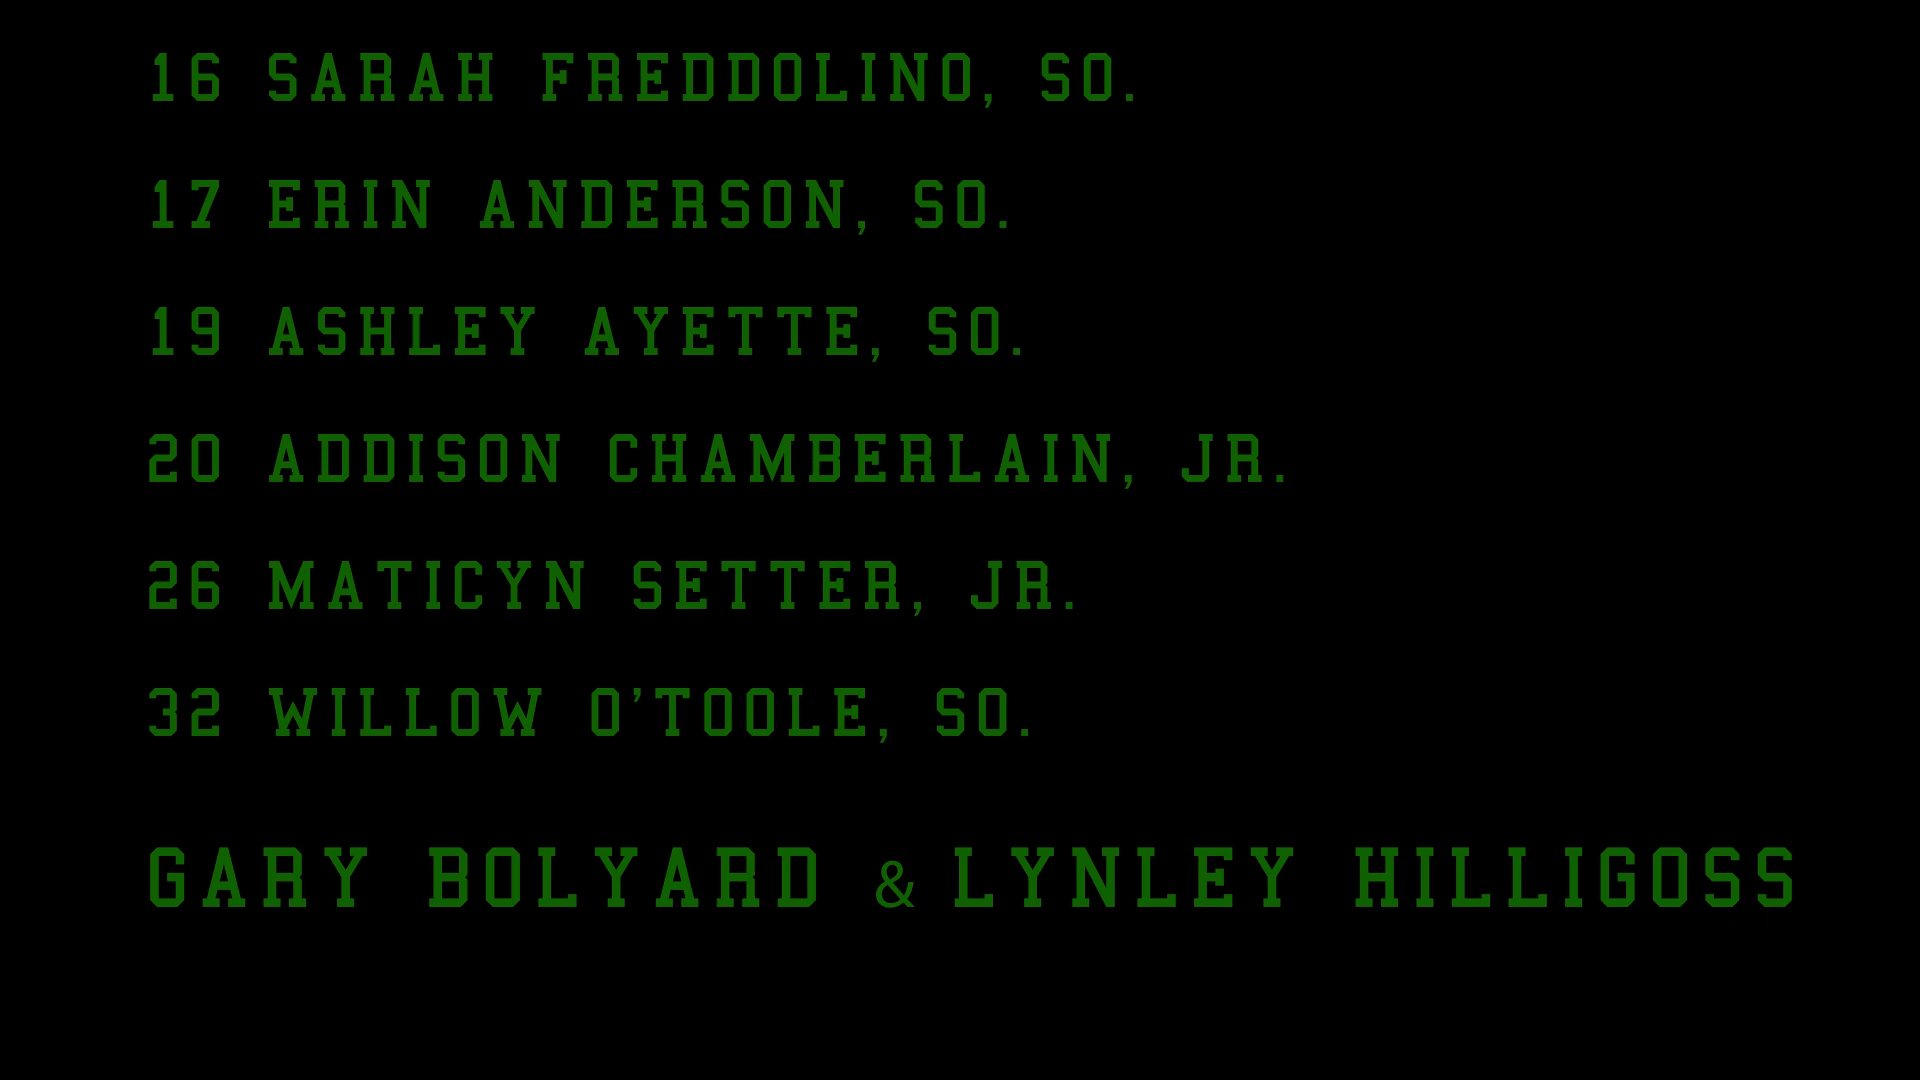 16 SARAH FREDDOLINO, SO.
17 ERIN ANDERSON, SO.
19 ASHLEY AYETTE, SO.
20 ADDISON CHAMBERLAIN, JR.
26 MATICYN SETTER, JR.
32 WILLOW O'TOOLE, SO.
GARY BOLYARD & LYNLEY HILLIGOSS